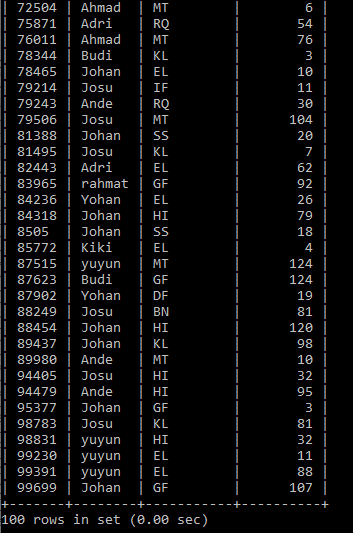 | 72504 | Ahmad | MT | 6 |
| 75871 | Adri | RQ | 54 |
| 76011 | Ahmad | MT | 76 |
| 78344 | Budi | KL | 3 |
| 78465 | Johan | EL | 10 |
| 79214 | Josu | IF | 11 |
| 79243 | Ande | RQ | 30 |
| 79506 | Josu | MT | 104 |
| 81388 | Johan | SS | 20 |
| 81495 | Josu | KL | 7 |
| 82443 | Adri | EL | 62 |
| 83965 | rahmat | GF | 92 |
| 84236 | Yohan | EL | 26 |
| 84318 | Johan | HI | 79 |
| 8505 | Johan | SS | 18 |
| 85772 | Kiki | EL | 4 |
| 87515 | yuyun | MT | 124 |
| 87623 | Budi | GF | 124 |
| 87902 | Yohan | DF | 19 |
| 88249 | Josu | BN | 81 |
| 88454 | Johan | HI | 120 |
| 89437 | Johan | KL | 98 |
| 89980 | Ande | MT | 10 |
| 94405 | Josu | HI | 32 |
| 94479 | Ande | HI | 95 |
| 95377 | Johan | GF | 3 |
| 98783 | Josu | KL | 81 |
| 98831 | yuyun | HI | 32 |
| 99230 | yuyun | EL | 11 |
| 99391 | yuyun | EL | 88 |
| 99699 | Johan | GF | 107 |
+-------+--------+-----------+----------+
100 rows in set (0.00 sec)